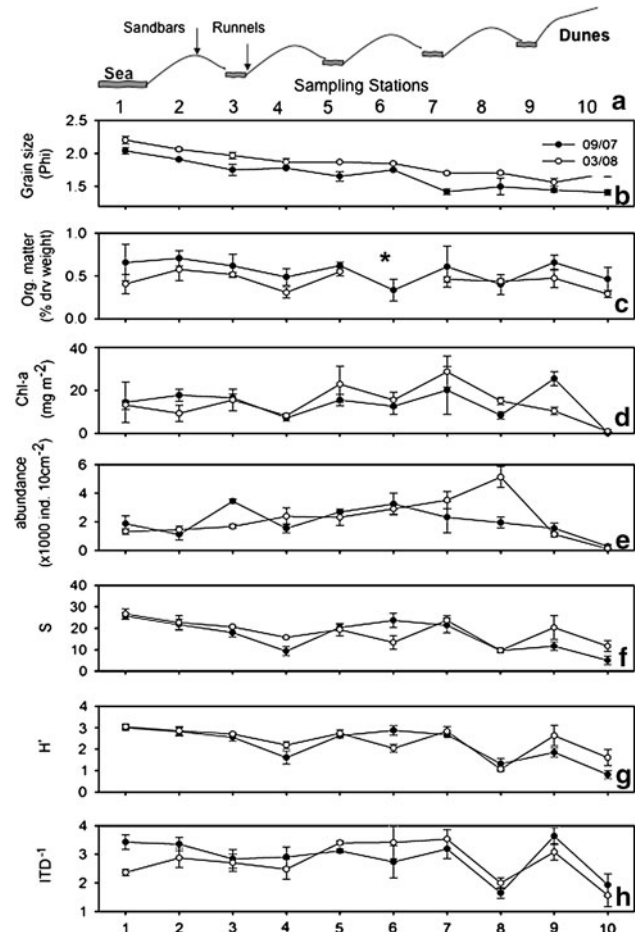 Sandbars Runnels
Dunes
Sea
Sampling Stations
1 2 3 4 5 6 7 8 9 10 a
Grain size
(Phi)
2.5
2.0
1.5
09/07
03/08
b
Org. matter
(% drv weight)
1.0
0.5
0.0
*
c
Chl-a
(mg m-2)
40
20
0
d
abundance
(x1000 ind. 10cm-2)
6
4
2
0
e
S
40
30
20
10
0
f
H'
4
3
2
1
0
g
ITD-1
4
3
2
1
h
1 2 3 4 5 6 7 8 9 10